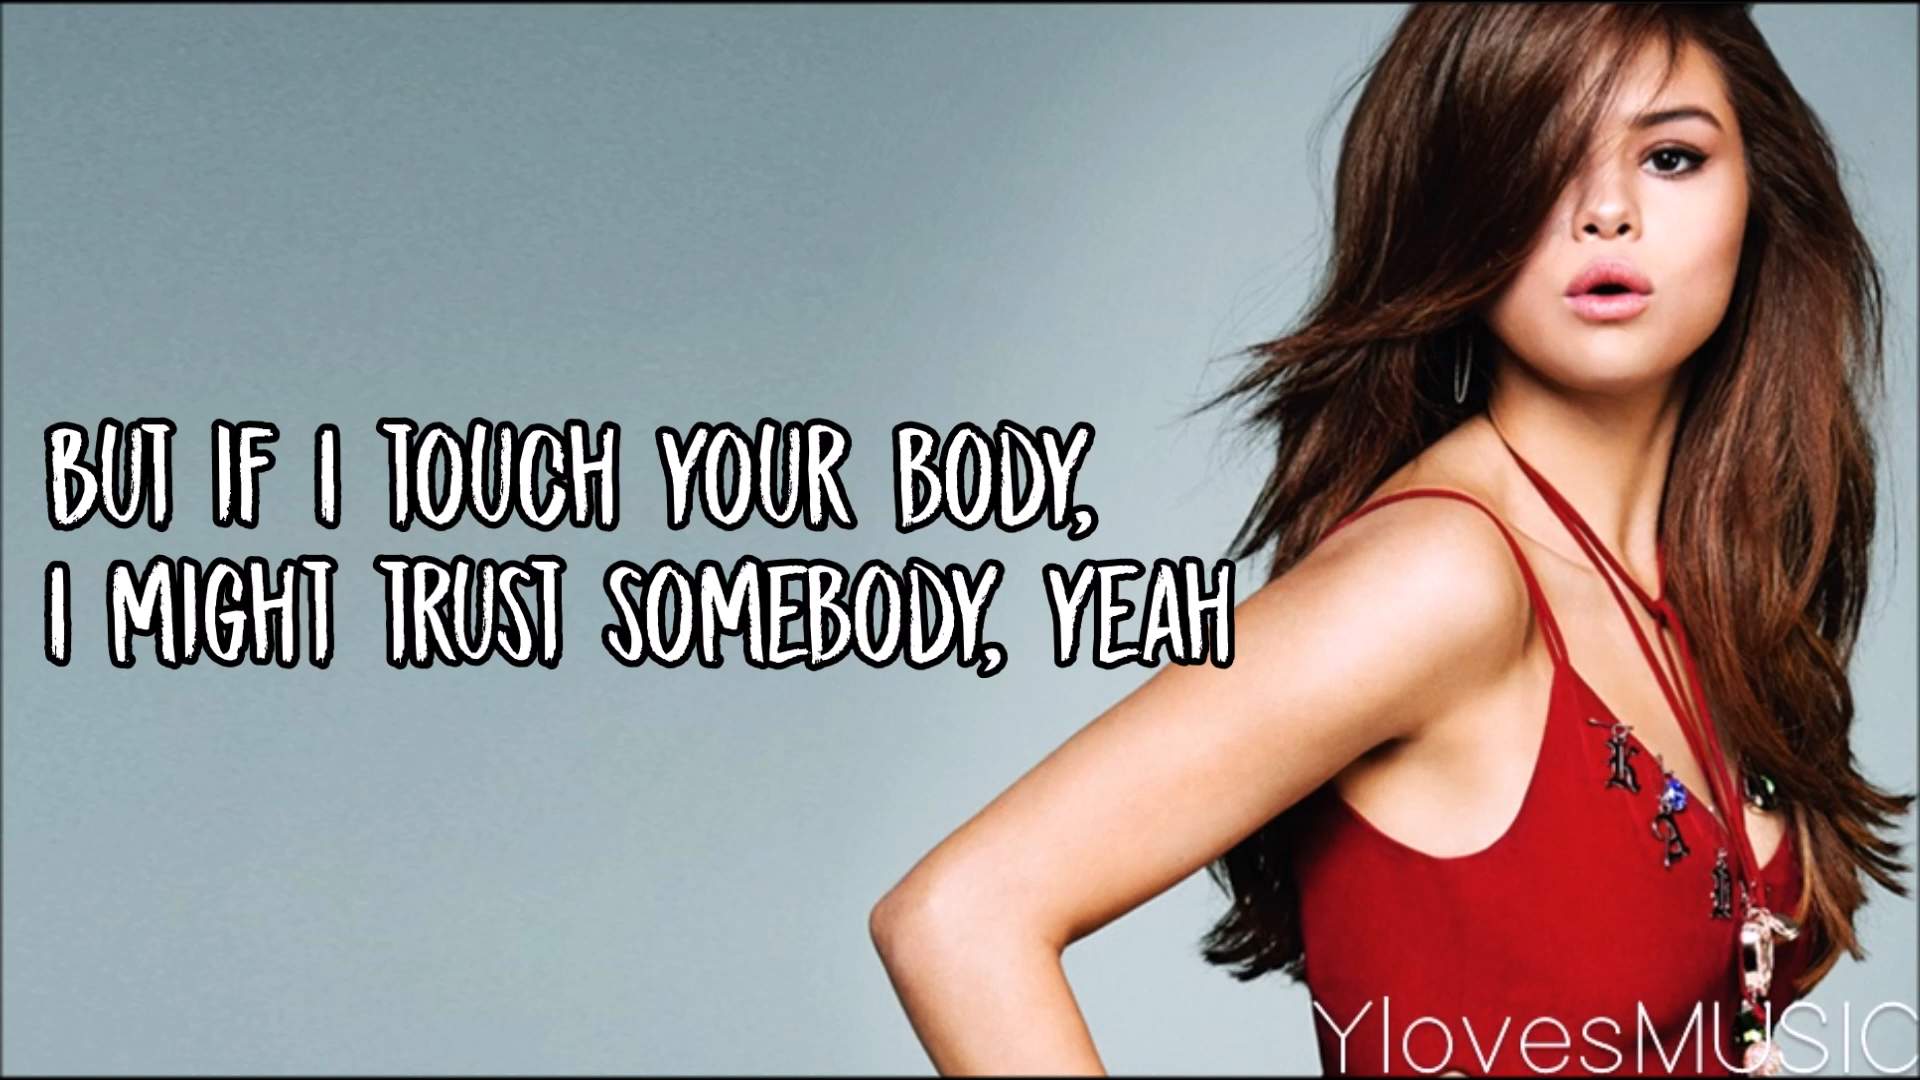 BUT IF I TOUCH YOUR BODY,
I MIGHT TRUST SOMEBODY, YEAH
K
A
YlovesMUSIC